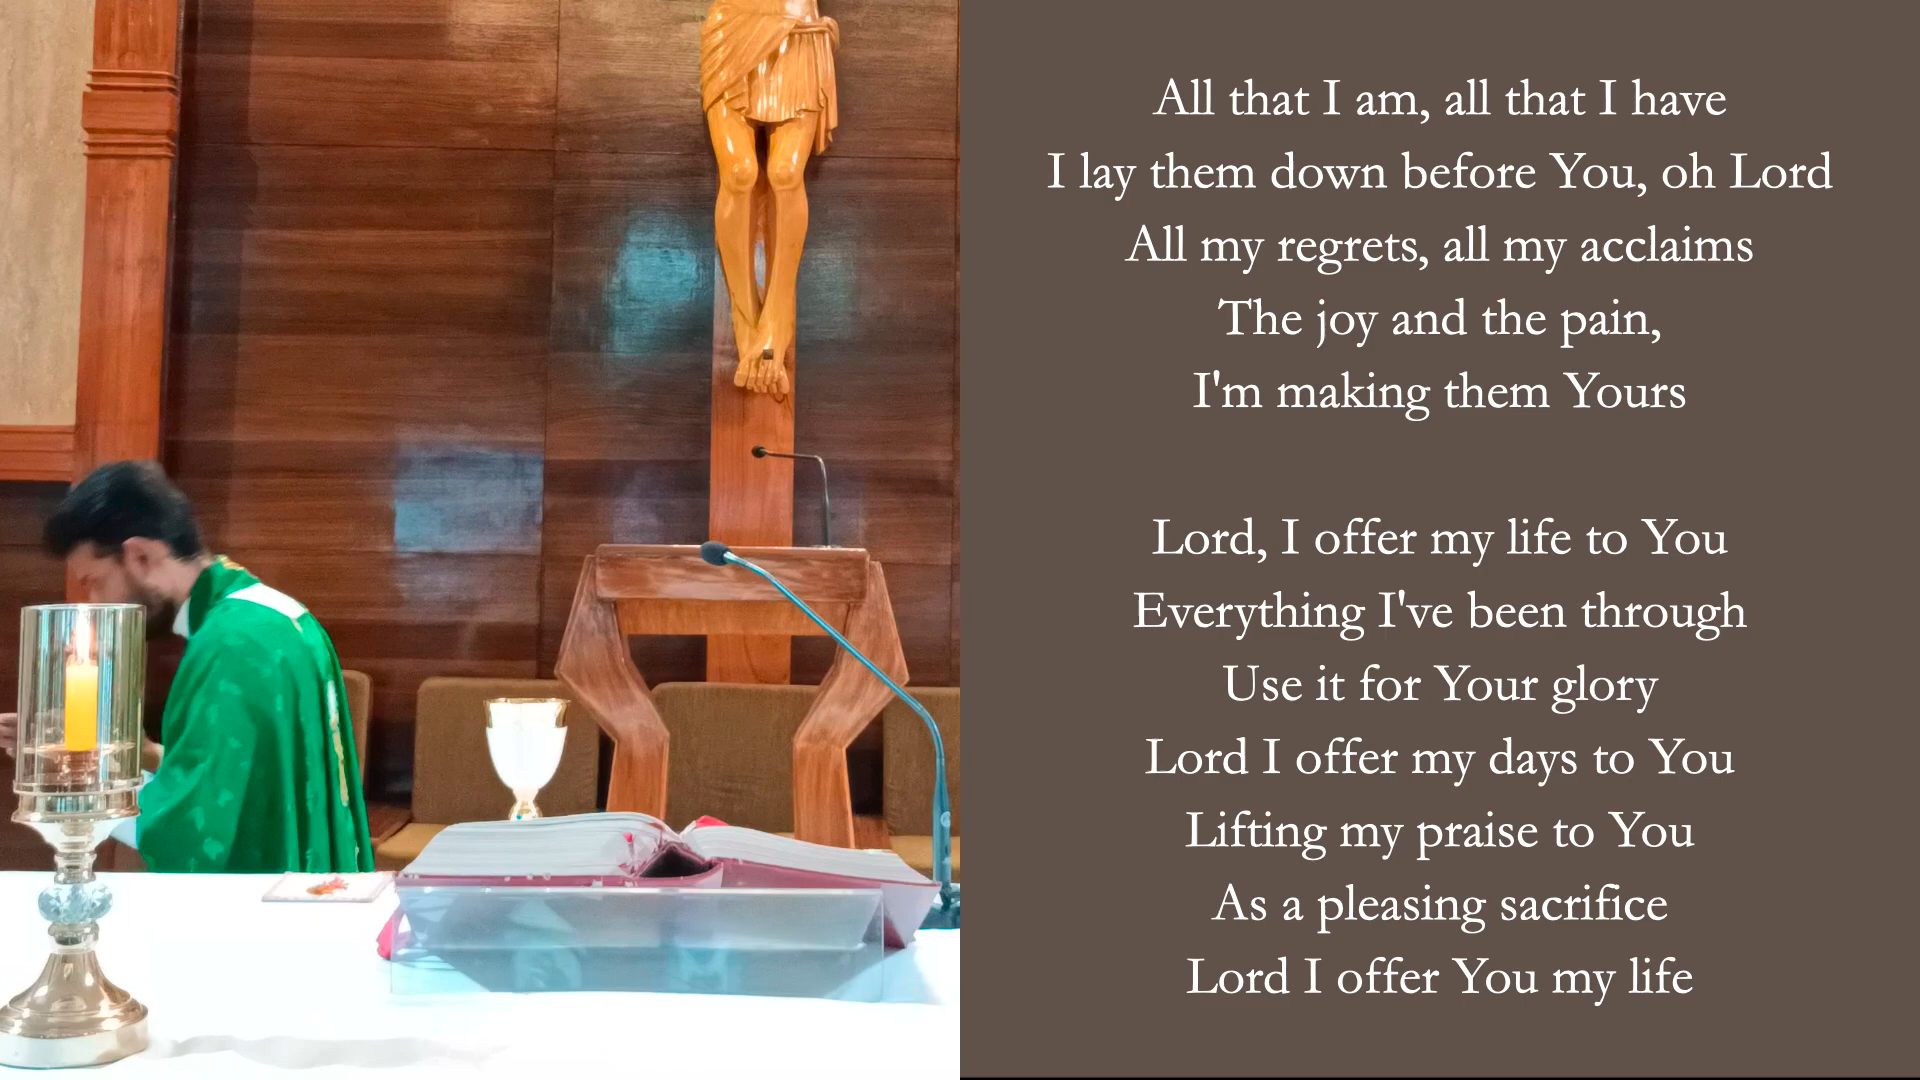 All that I am, all that I have
I lay them down before You, oh Lord
All my regrets, all my acclaims
The joy and the pain,
I'm making them Yours
Lord, I offer my life to You
Everything I've been through
Use it for Your glory
Lord I offer my days to You
Lifting my praise to You
As a pleasing sacrifice
Lord I offer You my life